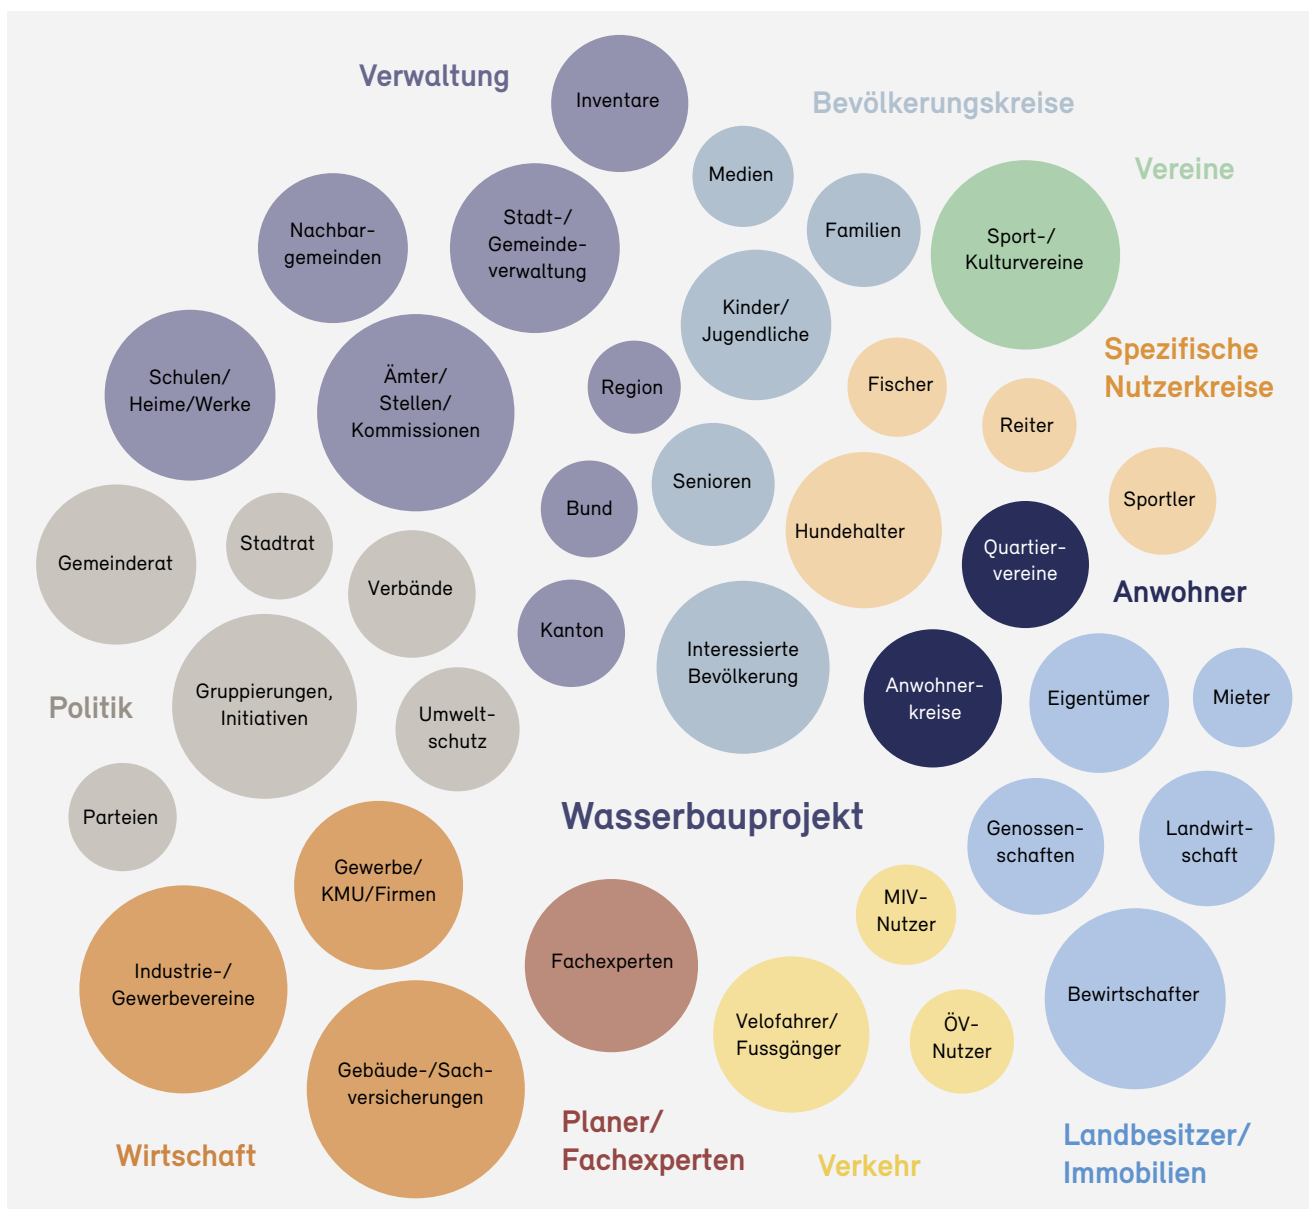 Verwaltung
Inventare
Bevölkerungskreise
Medien
Vereine
Familien
Sport-/
Kulturvereine
Nachbar-
gemeinden
Stadt-/
Gemeinde-
verwaltung
Kinder/
Jugendliche
Spezifische
Nutzerkreise
Schulen/
Heime/Werke
Ämter/
Stellen/
Kommissionen
Region
Fischer
Reiter
Senioren
Sportler
Bund
Hundehalter
Quartier-
vereine
Gemeinderat
Stadtrat
Verbände
Anwohner
Kanton
Interessierte
Bevölkerung
Politik
Gruppierungen,
Initiativen
Umwelt-
schutz
Anwohner-
kreise
Eigentümer
Mieter
Parteien
Wasserbauprojekt
Genossen-
schaften
Landwirt-
schaft
Gewerbe/
KMU/Firmen
MIV-
Nutzer
Industrie-/
Gewerbevereine
Fachexperten
Bewirtschafter
Velofahrer/
Fussgänger
ÖV-
Nutzer
Gebäude-/Sach-
versicherungen
Wirtschaft
Planer/
Fachexperten
Verkehr
Landbesitzer/
Immobilien